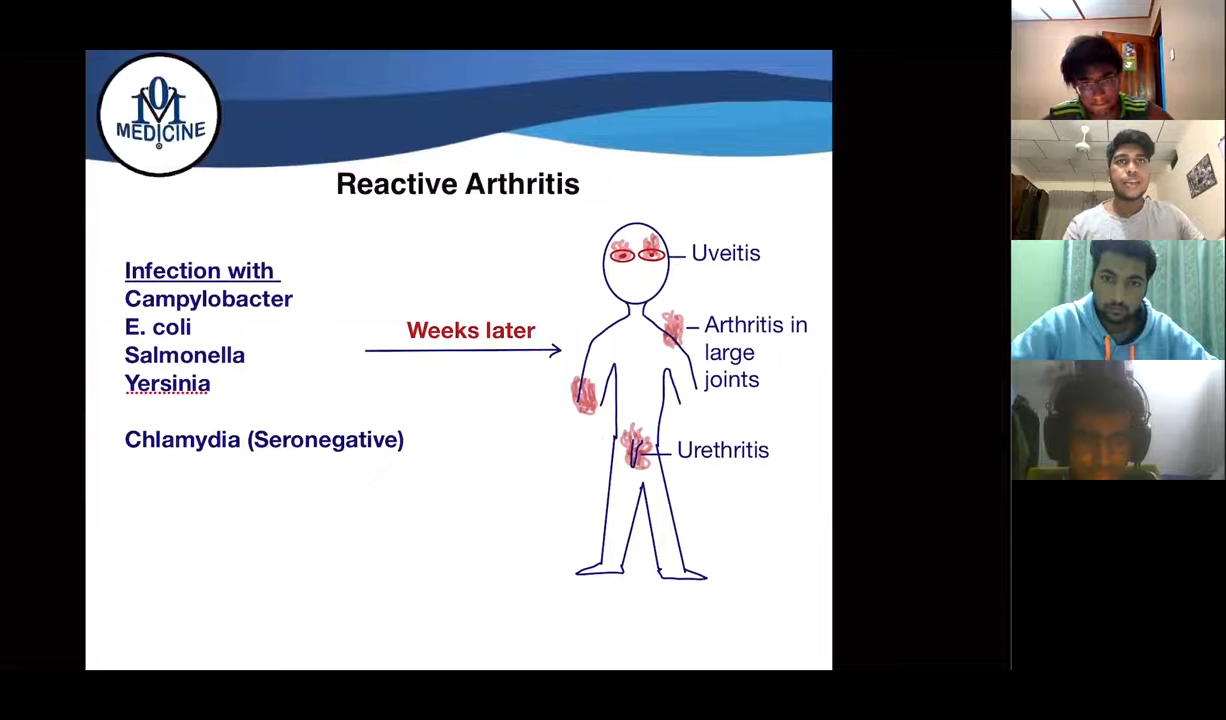 MEDICINE
Reactive Arthritis
Infection with
Campylobacter
E. coli
Salmonella
Yersinia
Chlamydia (Seronegative)
Weeks later
Uveitis
Arthritis in
large
joints
Urethritis